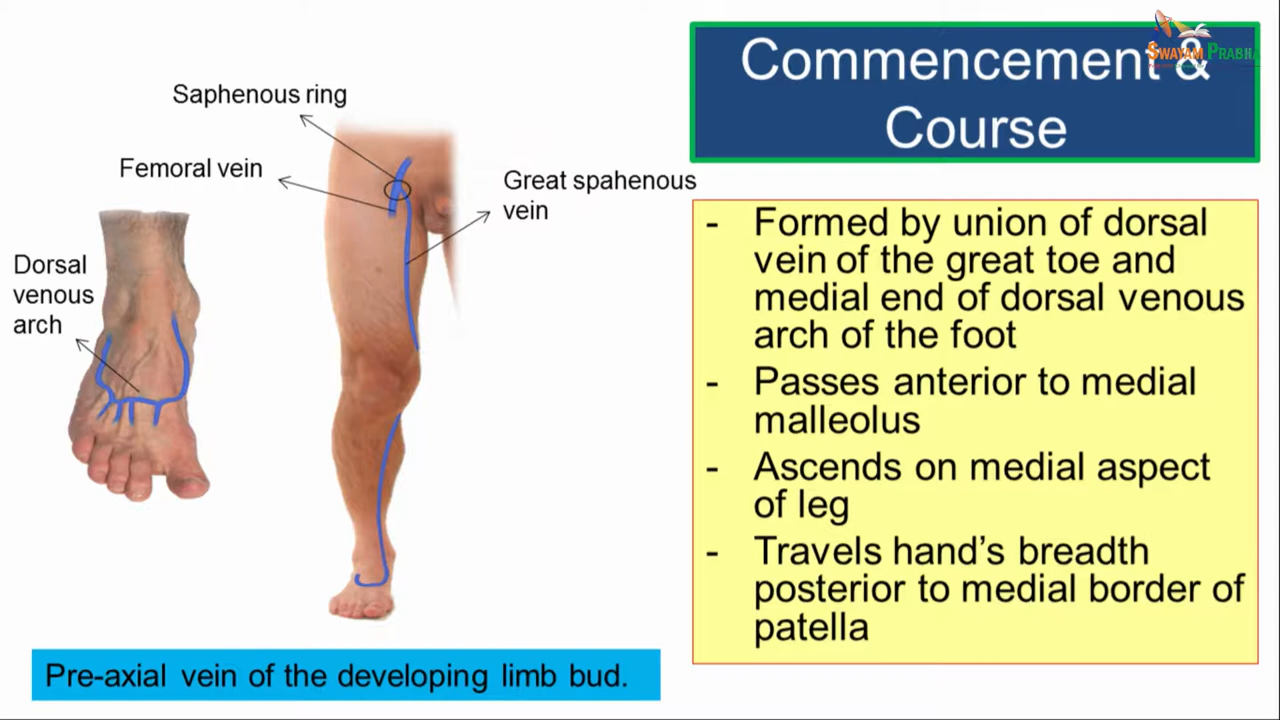 Commencement &
Course
SWAYAM PRABHA
Saphenous ring
Femoral vein
Great spahenous
vein
Dorsal
venous
arch
- Formed by union of dorsal
vein of the great toe and
medial end of dorsal venous
arch of the foot
- Passes anterior to medial
malleolus
- Ascends on medial aspect
of leg
- Travels hand's breadth
posterior to medial border of
patella
Pre-axial vein of the developing limb bud.